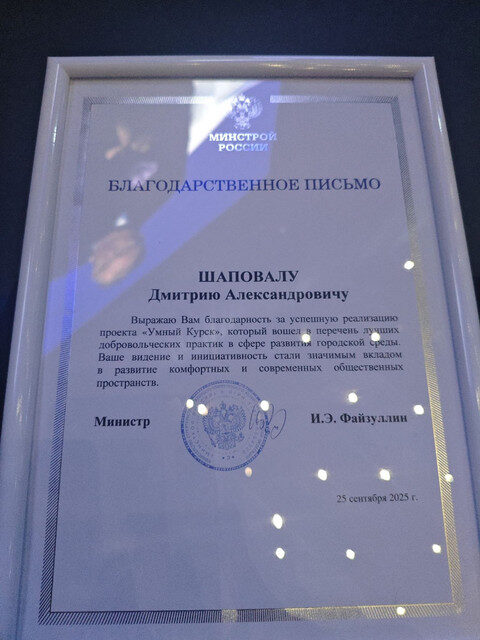 МИНСТРОЙ
РОССИИ
БЛАГОДАРСТВЕННОЕ ПИСЬМО
ШАПОВАЛУ
Дмитрию Александровичу
Выражаю Вам благодарность за успешную реализацию
проекта «Умный Курск», который вошел в перечень лучших
добровольческих практик в сфере развития городской среды.
Ваше видение и инициативность стали значимым вкладом
в развитие комфортных и современных общественных
пространств.
Министр
И.Э. Файзуллин
25 сентября 2025 г.